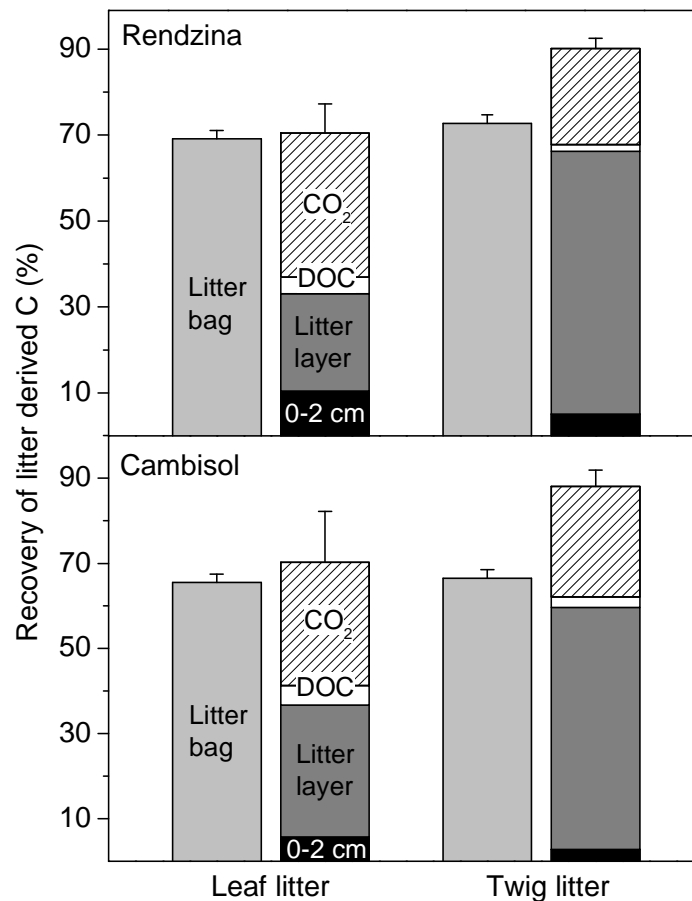 Recovery of litter derived C (%)
Rendzina
90
70
50
30
10
Litter
bag
CO₂
DOC
Litter
layer
0-2 cm
Cambisol
90
70
50
30
10
Litter
bag
CO₂
DOC
Litter
layer
0-2 cm
Leaf litter
Twig litter